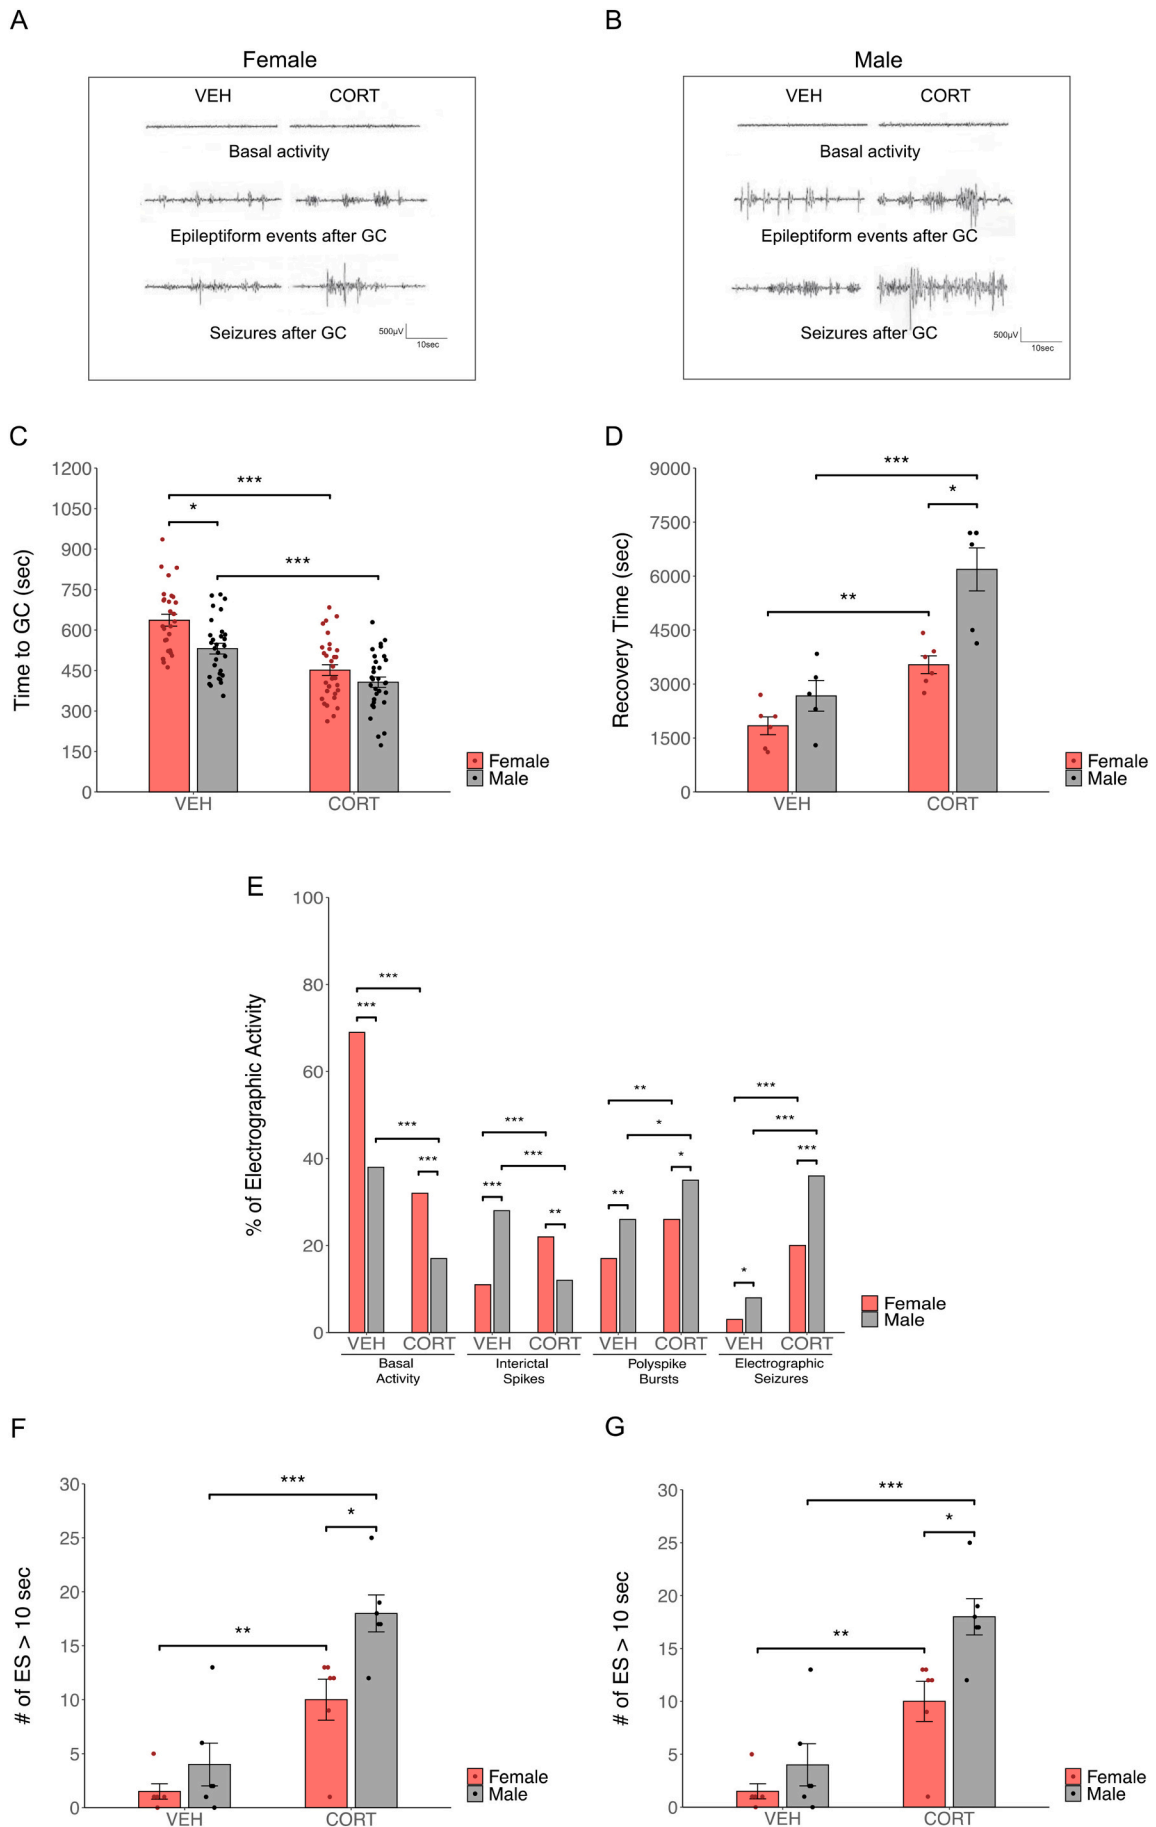 A
Female
VEH CORT
Basal activity
Epileptiform events after GC
Seizures after GC
500µV
10sec
B
Male
VEH CORT
Basal activity
Epileptiform events after GC
Seizures after GC
500µV
10sec
C
Time to GC (sec)
1200
1050
900
750
600
450
300
150
0
***
*
***
VEH CORT
Female
Male
D
Recovery Time (sec)
9000
7500
6000
4500
3000
1500
0
***
*
**
VEH CORT
Female
Male
E
% of Electrographic Activity
100
80
60
40
20
0
***
***
***
***
***
***
***
**
**
*
**
*
***
***
***
*
VEH CORT VEH CORT VEH CORT VEH CORT
Basal Activity
Interictal Spikes
Polyspike Bursts
Electrographic Seizures
Female
Male
F
# of ES > 10 sec
30
25
20
15
10
5
0
***
*
**
VEH CORT
Female
Male
G
# of ES > 10 sec
30
25
20
15
10
5
0
***
*
**
VEH CORT
Female
Male